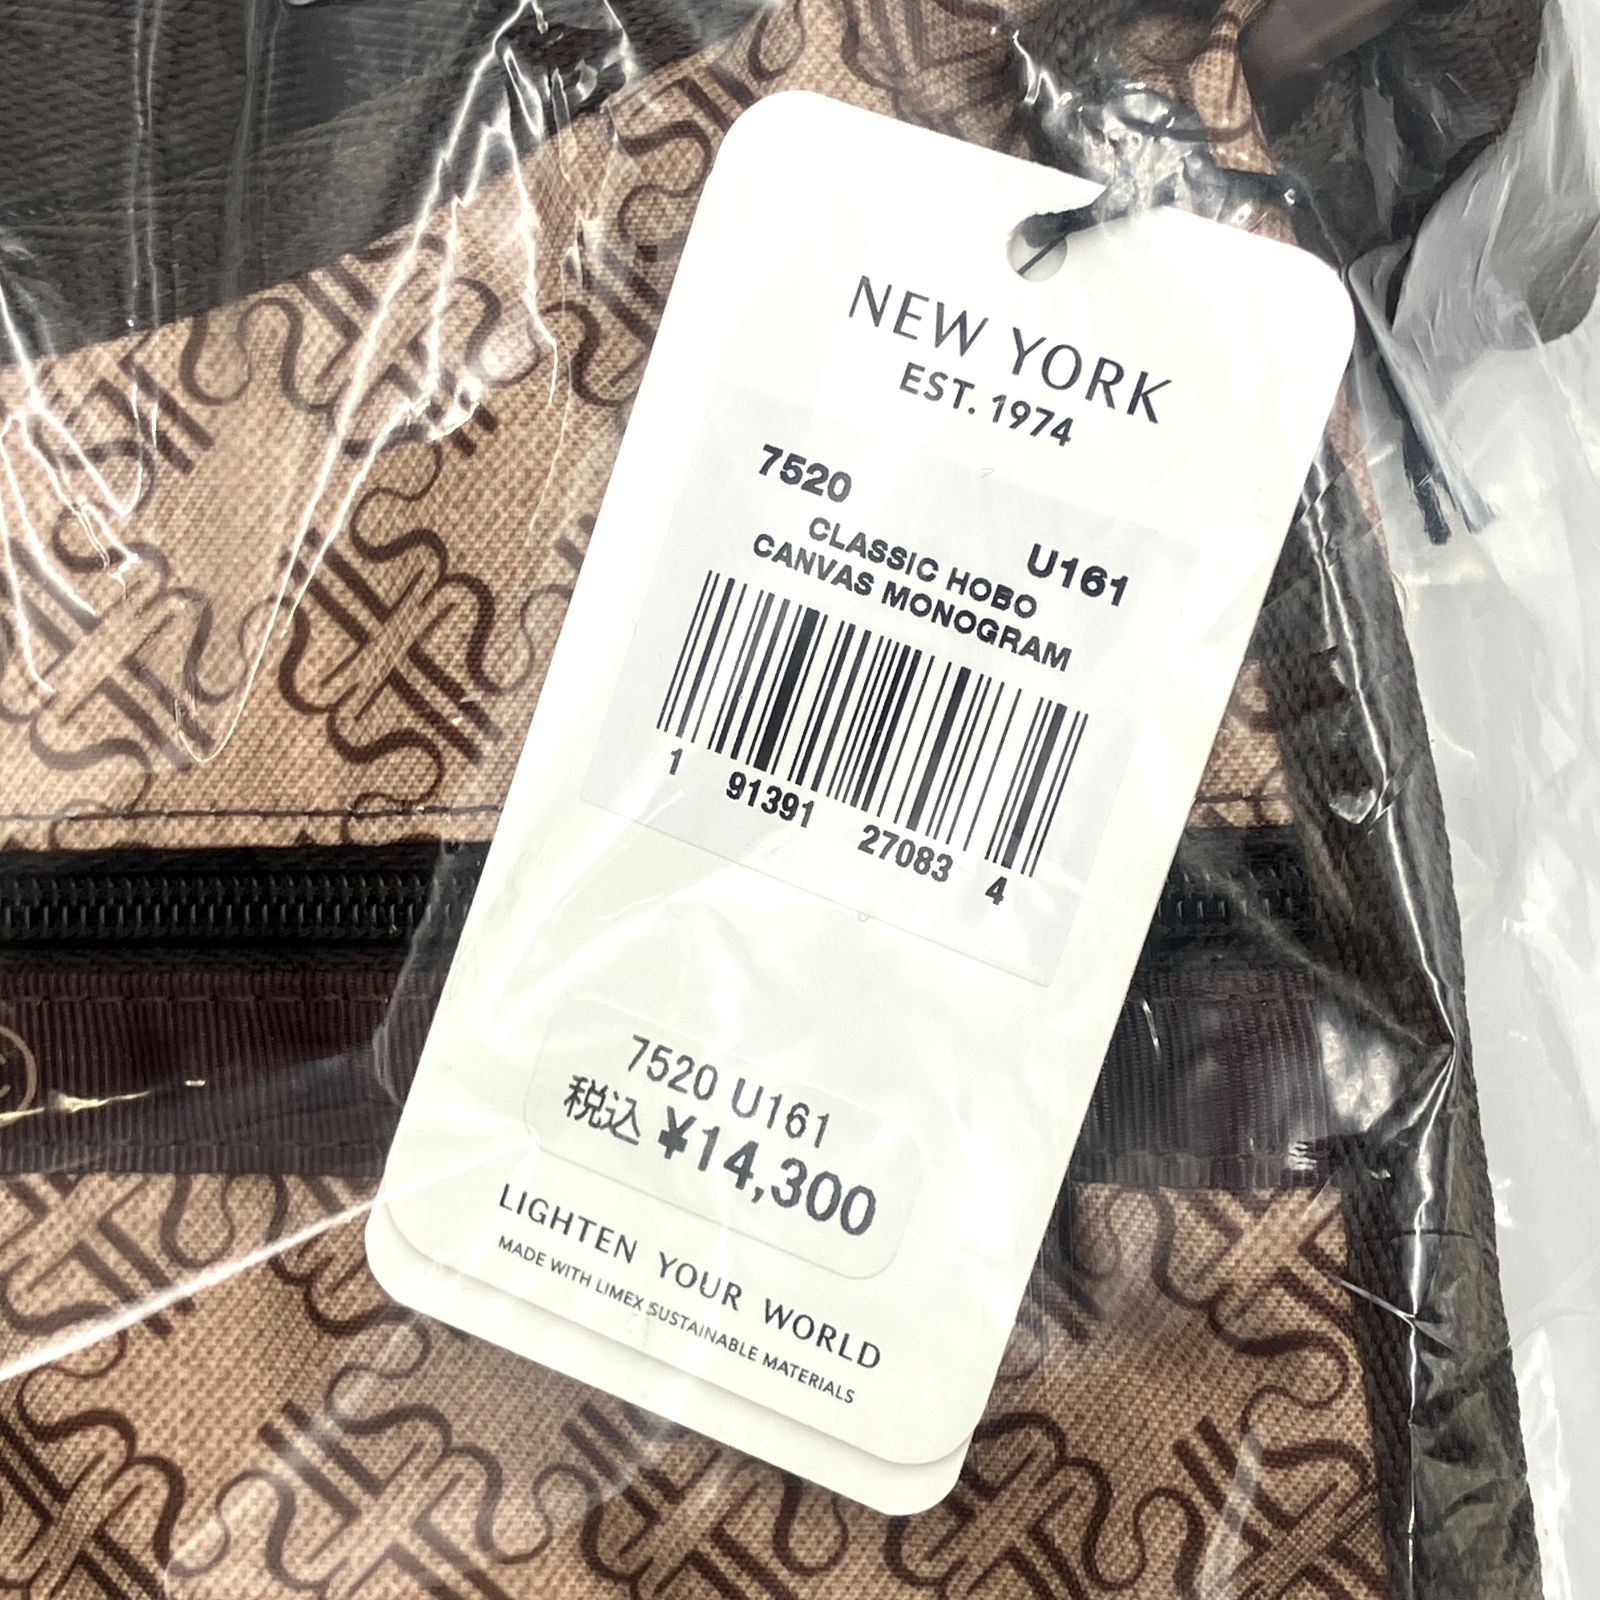 NEW YORK
EST. 1974
7520
U161
CLASSIC HOBO
CANVAS MONOGRAM
1 91391 27083 4
7520 U161
税込 ¥14,300
LIGHTEN YOUR WORLD
MADE WITH LIMEX SUSTAINABLE MATERIALS